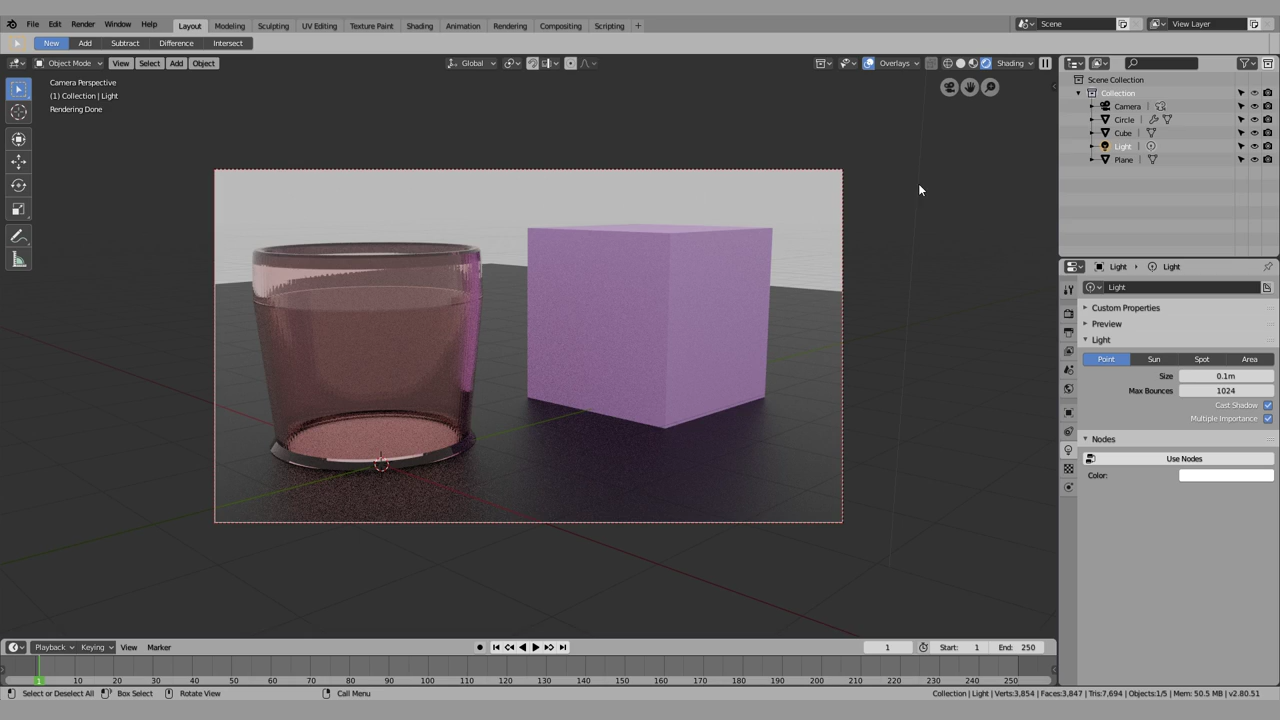 File Edit Render Window Help Layout Modeling Sculpting UV Editing Texture Paint Shading Animation Rendering Compositing Scripting + Scene View Layer
New Add Subtract Difference Intersect
Object Mode View Select Add Object Global Overlays Shading
Camera Perspective
(1) Collection | Light
Rendering Done
Scene Collection
Collection
Camera
Circle
Cube
Light
Plane
Light Light
Light
Custom Properties
Preview
Light
Point Sun Spot Area
Size 0.1m
Max Bounces 1024
Cast Shadow
Multiple Importance
Nodes
Use Nodes
Color:
Playback Keying View Marker 1 Start: 1 End: 250
1 10 20 30 40 50 60 70 80 90 100 110 120 130 140 150 160 170 180 190 200 210 220 230 240 250
Select or Deselect All Box Select Rotate View Call Menu Collection | Light | Verts:3,854 | Faces:3,847 | Tris:7,694 | Objects:1/5 | Mem: 50.5 MB | v2.80.51